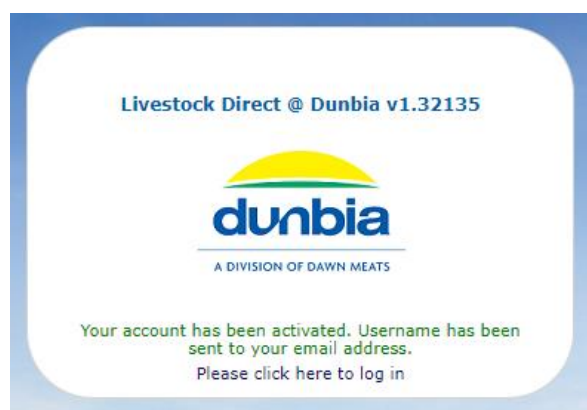 Livestock Direct @ Dunbia v1.32135
dunbia
A DIVISION OF DAWN MEATS
Your account has been activated. Username has been
sent to your email address.
Please click here to log in